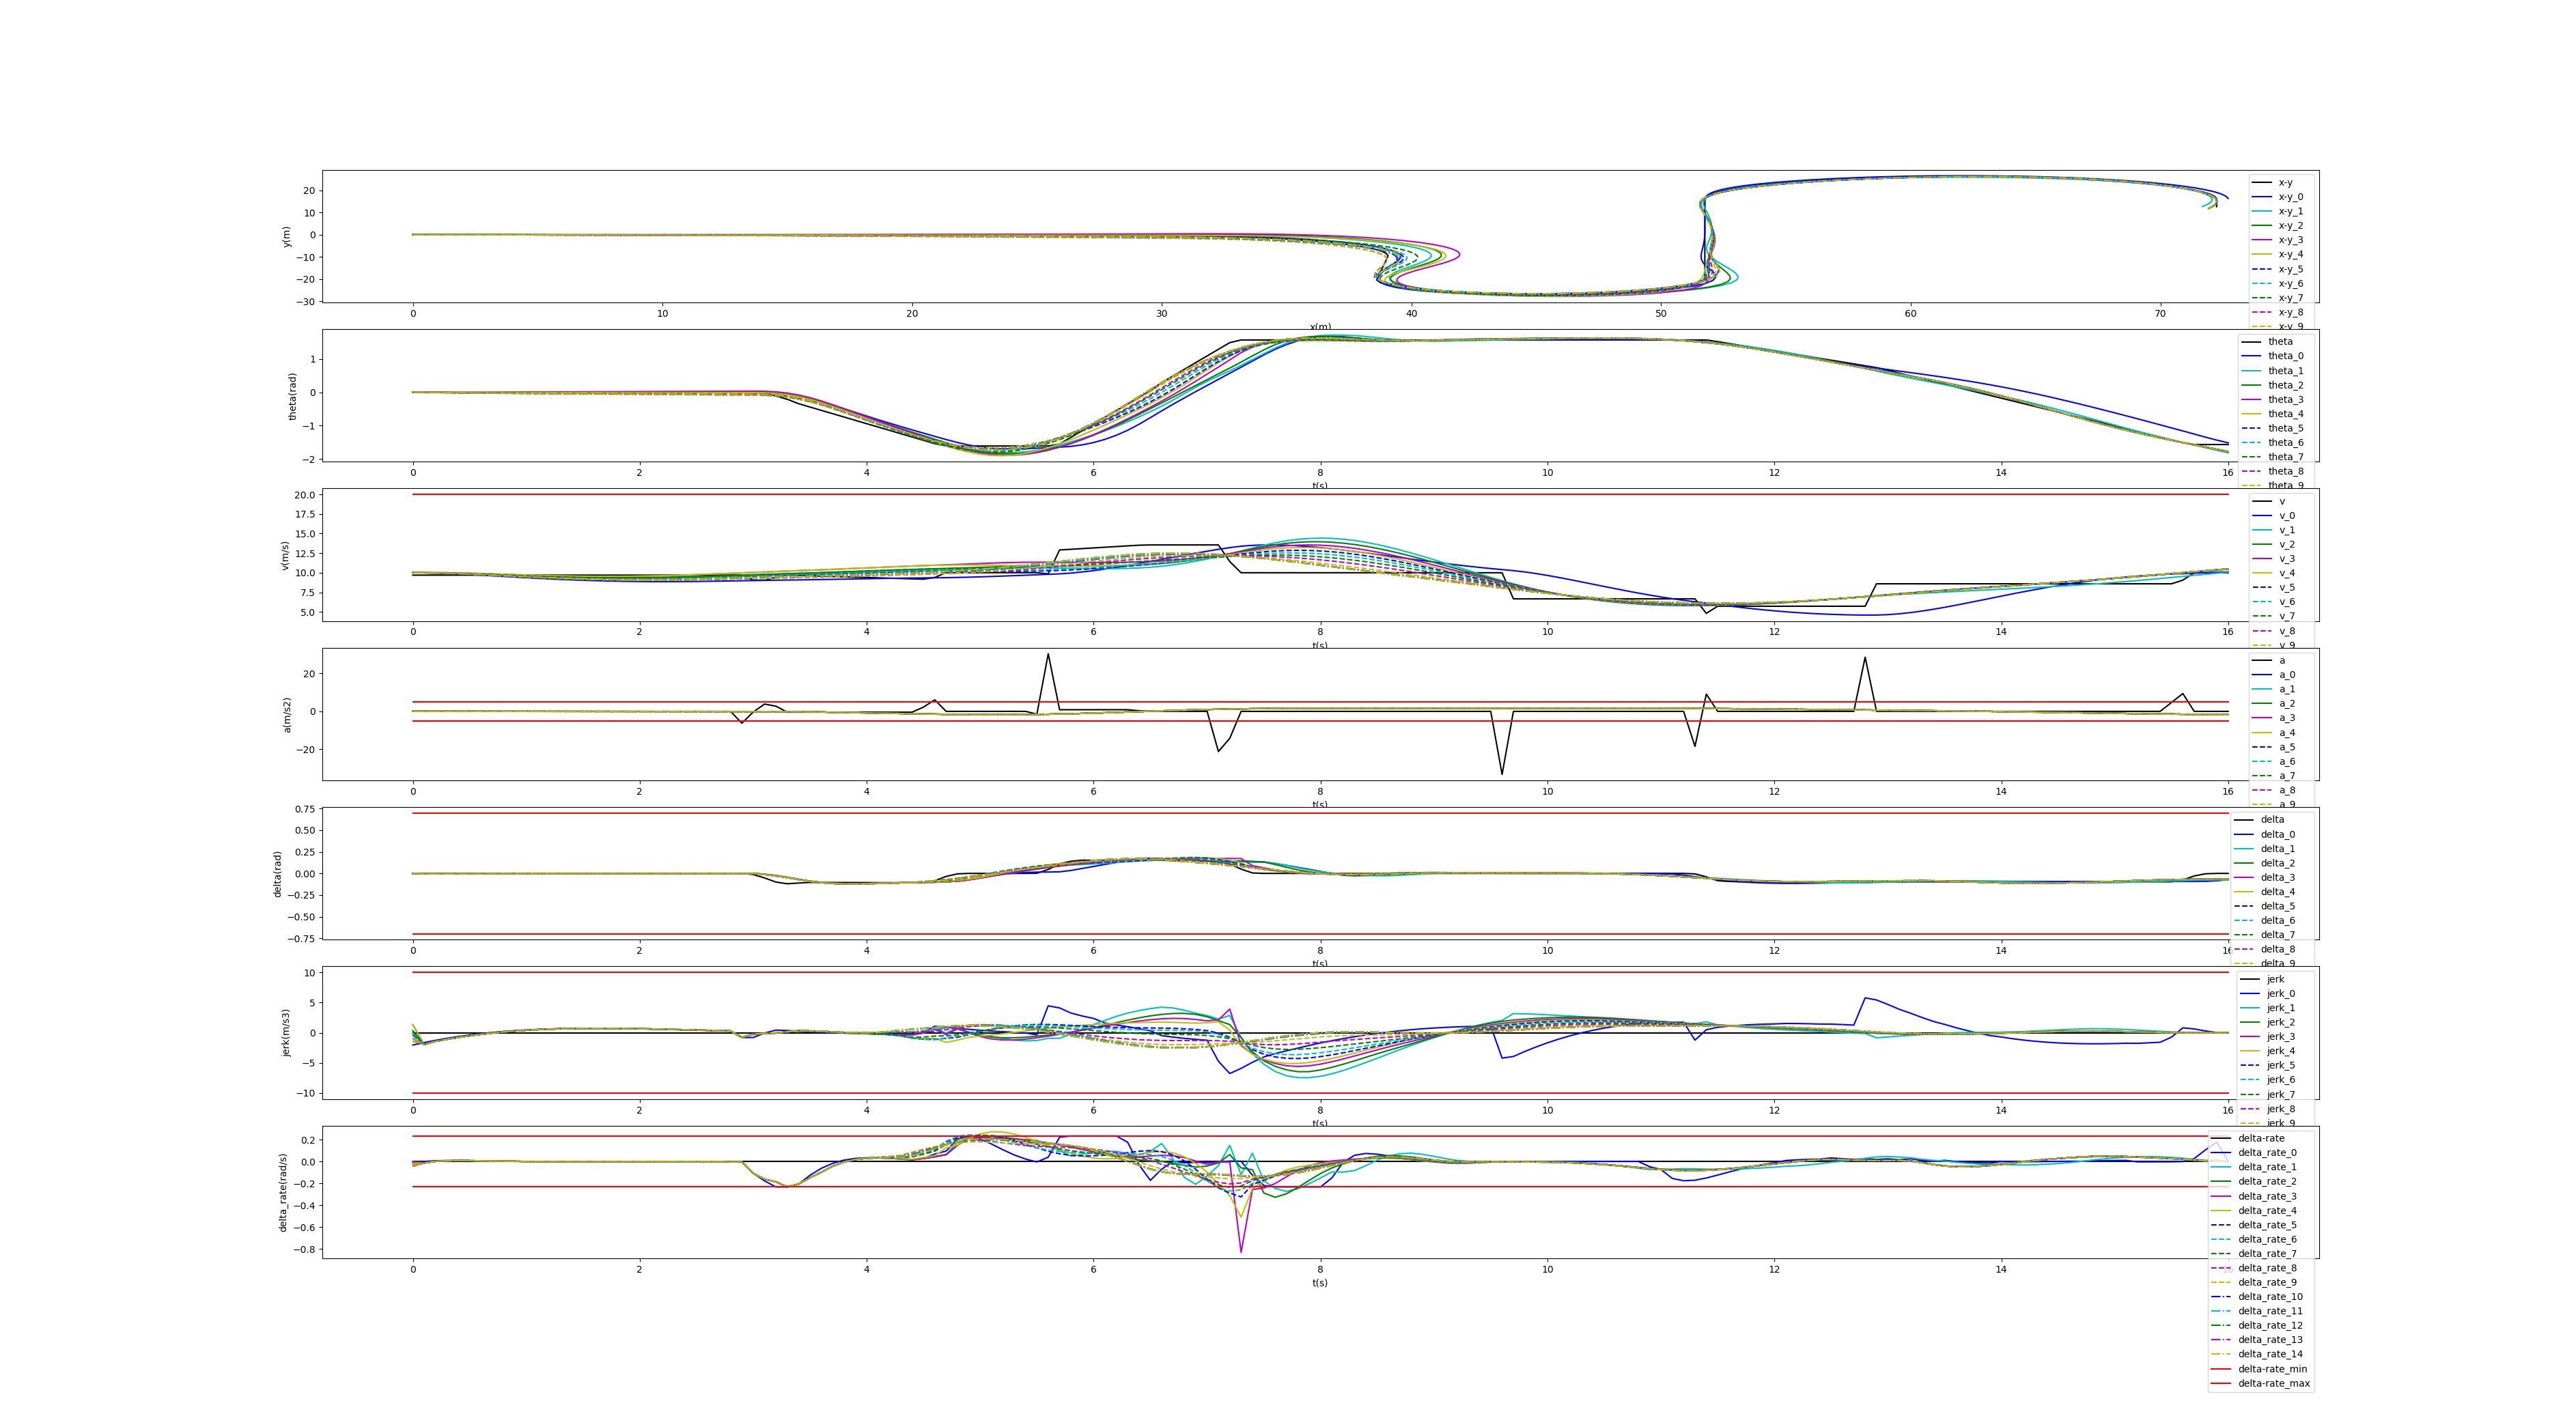 20
10
0
−10
−20
−30
y(m)
0
10
20
30
40
50
60
70
x(m)
x-y
x-y_0
x-y_1
x-y_2
x-y_3
x-y_4
x-y_5
x-y_6
x-y_7
x-y_8
x-y_9
1
0
−1
−2
theta(rad)
0
2
4
6
8
10
12
14
16
t(s)
theta
theta_0
theta_1
theta_2
theta_3
theta_4
theta_5
theta_6
theta_7
theta_8
theta_9
20.0
17.5
15.0
12.5
10.0
7.5
5.0
v(m/s)
0
2
4
6
8
10
12
14
16
t(s)
v
v_0
v_1
v_2
v_3
v_4
v_5
v_6
v_7
v_8
v_9
20
0
−20
a(m/s2)
0
2
4
6
8
10
12
14
16
t(s)
a
a_0
a_1
a_2
a_3
a_4
a_5
a_6
a_7
a_8
a_9
0.75
0.50
0.25
0.00
−0.25
−0.50
−0.75
delta(rad)
0
2
4
6
8
10
12
14
16
t(s)
delta
delta_0
delta_1
delta_2
delta_3
delta_4
delta_5
delta_6
delta_7
delta_8
delta_9
10
5
0
−5
−10
jerk(m/s3)
0
2
4
6
8
10
12
14
16
t(s)
jerk
jerk_0
jerk_1
jerk_2
jerk_3
jerk_4
jerk_5
jerk_6
jerk_7
jerk_8
jerk_9
0.2
0.0
−0.2
−0.4
−0.6
−0.8
delta_rate(rad/s)
0
2
4
6
8
10
12
14
t(s)
delta-rate
delta_rate_0
delta_rate_1
delta_rate_2
delta_rate_3
delta_rate_4
delta_rate_5
delta_rate_6
delta_rate_7
delta_rate_8
delta_rate_9
delta_rate_10
delta_rate_11
delta_rate_12
delta_rate_13
delta_rate_14
delta-rate_min
delta-rate_max